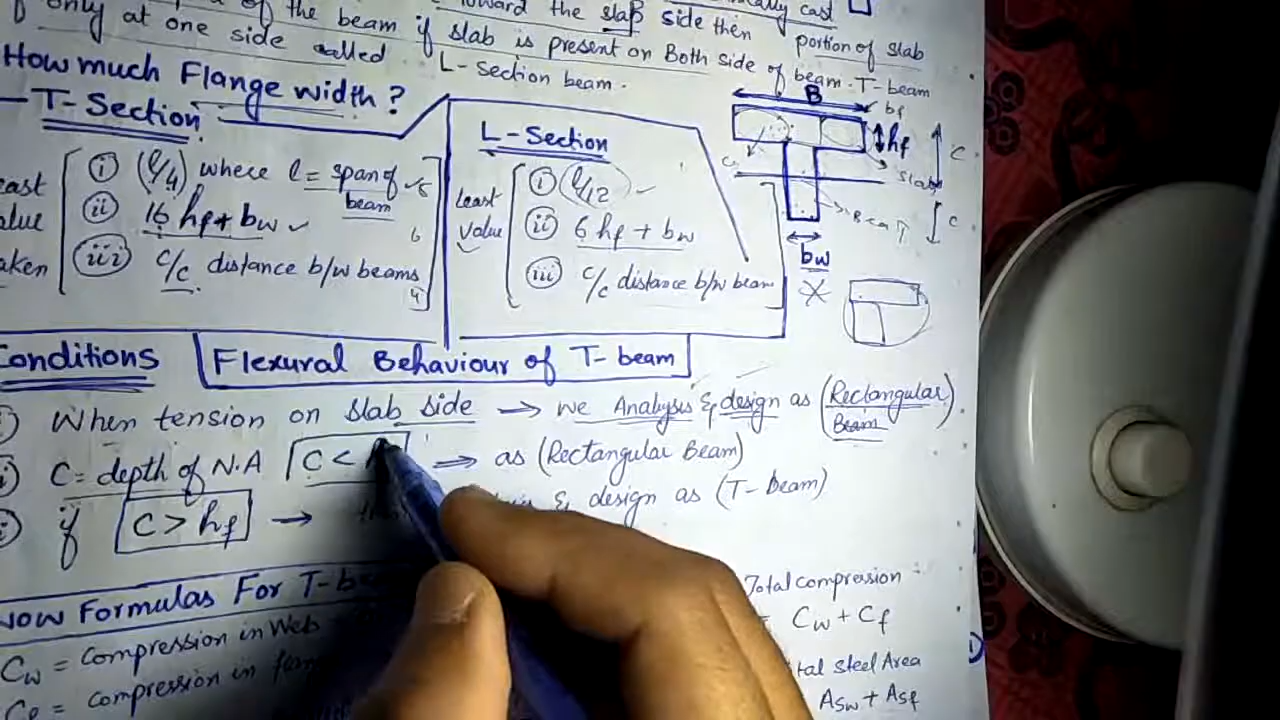 toward the slab side then
of the beam if slab is present on Both side of beam. T-beam
only at one side called L-Section beam.
cast
portion of Slab
How much Flange width?
T-Section
i (l/4) where l = span of beam
ii 16 hf + bw
iii c/c distance b/w beams
value
taken
5
6
4
L-Section
Least value
i l/12
ii 6 hf + bw
iii c/c distance b/w beam
B
bf
hf
C
Slab
Beam
C
bw
Conditions
Flexural Behaviour of T-beam
When tension on slab side → we Analysis & design as (Rectangular Beam)
C = depth of N.A C < ⇒ as (Rectangular Beam)
if C > hf → & design as (T-Beam)
Now Formulas For
Total compression
Cw = Compression in Web
Cw + Cf
= Compression in
Steel Area
Asw + Asf